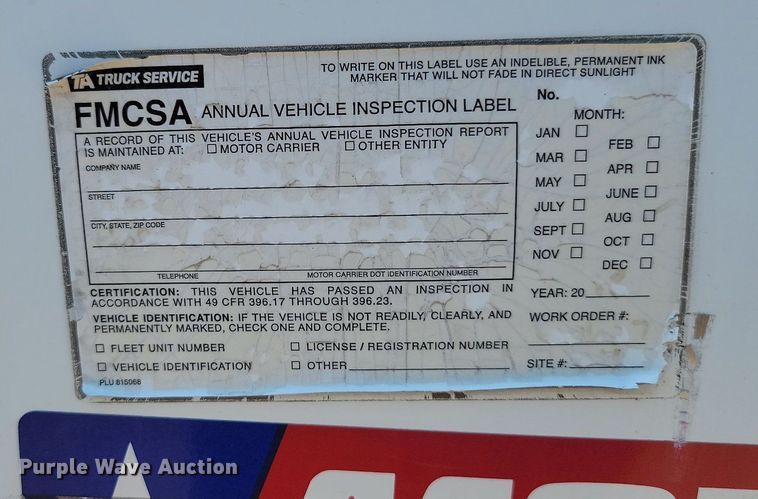 TA TRUCK SERVICE
TO WRITE ON THIS LABEL USE AN INDELIBLE, PERMANENT INK
MARKER THAT WILL NOT FADE IN DIRECT SUNLIGHT
FMCSA ANNUAL VEHICLE INSPECTION LABEL
A RECORD OF THIS VEHICLE'S ANNUAL VEHICLE INSPECTION REPORT
IS MAINTAINED AT: ☐ MOTOR CARRIER ☐ OTHER ENTITY
COMPANY NAME
STREET
CITY, STATE, ZIP CODE
TELEPHONE MOTOR CARRIER DOT IDENTIFICATION NUMBER
No.
MONTH:
JAN ☐ FEB ☐
MAR ☐ APR ☐
MAY ☐ JUNE ☐
JULY ☐ AUG ☐
SEPT ☐ OCT ☐
NOV ☐ DEC ☐
CERTIFICATION: THIS VEHICLE HAS PASSED AN INSPECTION IN
ACCORDANCE WITH 49 CFR 396.17 THROUGH 396.23.
VEHICLE IDENTIFICATION: IF THE VEHICLE IS NOT READILY, CLEARLY, AND
PERMANENTLY MARKED, CHECK ONE AND COMPLETE.
☐ FLEET UNIT NUMBER ☐ LICENSE / REGISTRATION NUMBER
☐ VEHICLE IDENTIFICATION ☐ OTHER
PLU 815068
YEAR: 20
WORK ORDER #:
SITE #:
Purple Wave Auction